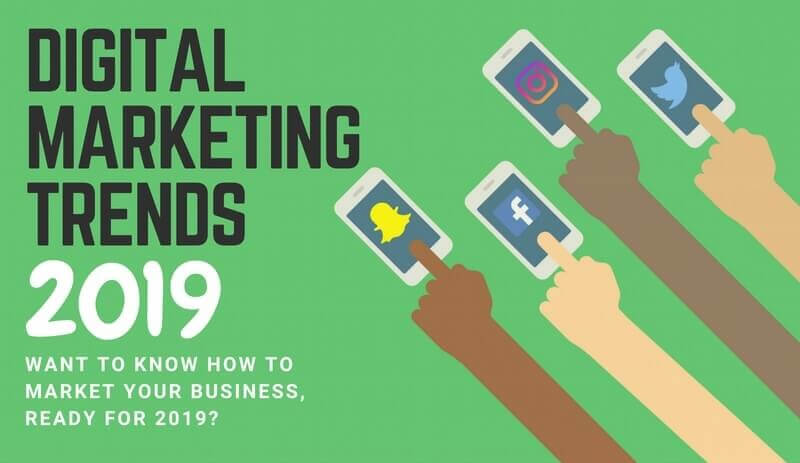 DIGITAL
MARKETING
TRENDS
2019
WANT TO KNOW HOW TO
MARKET YOUR BUSINESS,
READY FOR 2019?
f